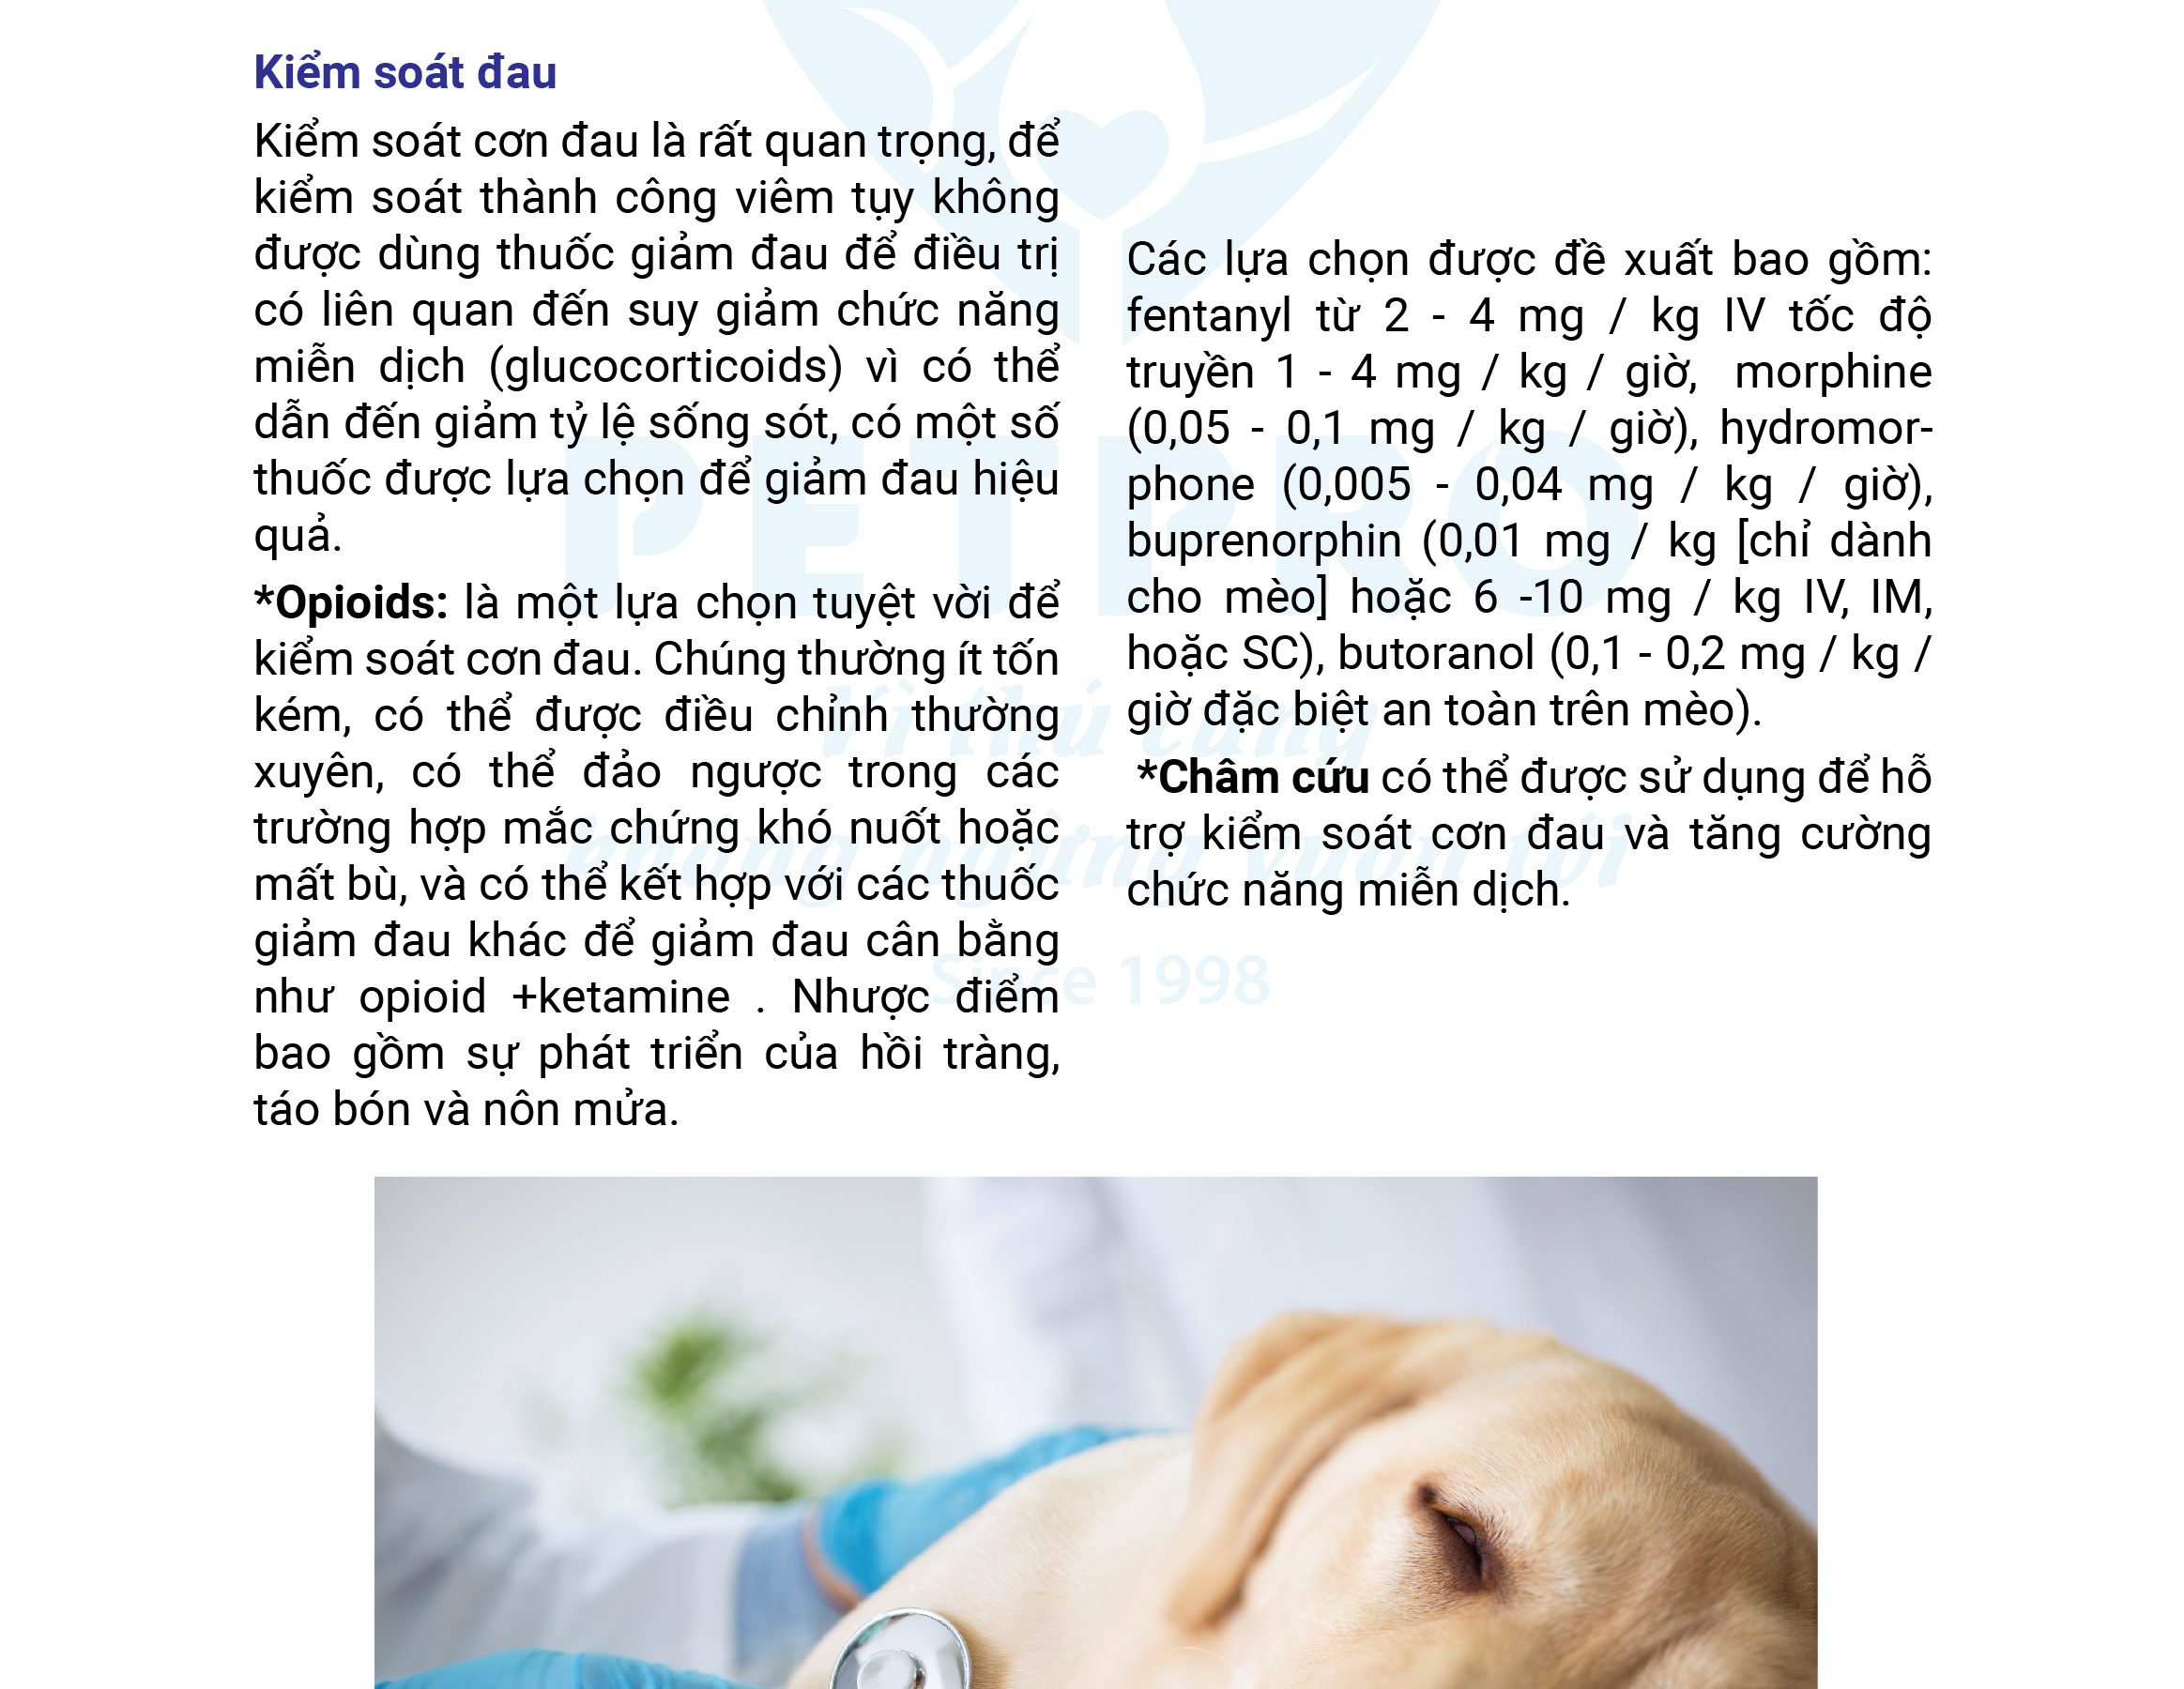 Kiểm soát đau
Kiểm soát cơn đau là rất quan trọng, để
kiểm soát thành công viêm tụy không
được dùng thuốc giảm đau để điều trị
có liên quan đến suy giảm chức năng
miễn dịch (glucocorticoids) vì có thể
dẫn đến giảm tỷ lệ sống sót, có một số
thuốc được lựa chọn để giảm đau hiệu
quả.
*Opioids: là một lựa chọn tuyệt vời để
kiểm soát cơn đau. Chúng thường ít tốn
kém, có thể được điều chỉnh thường
xuyên, có thể đảo ngược trong các
trường hợp mắc chứng khó nuốt hoặc
mất bù, và có thể kết hợp với các thuốc
giảm đau khác để giảm đau cân bằng
như opioid +ketamine . Nhược điểm
bao gồm sự phát triển của hồi tràng,
táo bón và nôn mửa.
Các lựa chọn được đề xuất bao gồm:
fentanyl từ 2 - 4 mg / kg IV tốc độ
truyền 1 - 4 mg / kg / giờ, morphine
(0,05 - 0,1 mg / kg / giờ), hydromor-
phone (0,005 - 0,04 mg / kg / giờ),
buprenorphin (0,01 mg / kg [chỉ dành
cho mèo] hoặc 6 -10 mg / kg IV, IM,
hoặc SC), butoranol (0,1 - 0,2 mg / kg /
giờ đặc biệt an toàn trên mèo).
*Châm cứu có thể được sử dụng để hỗ
trợ kiểm soát cơn đau và tăng cường
chức năng miễn dịch.
PETPRO
Vì thú cưng
không ngừng vươn tới
Since 1998